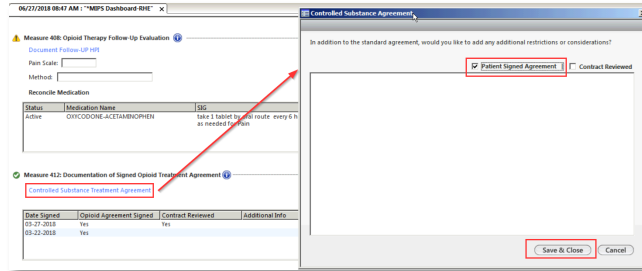 06/27/2018 08:47 AM : "*MIPS Dashboard-RHE" x
Measure 408: Opioid Therapy Follow-Up Evaluation
Document Follow-UP HPI
Pain Scale:
Method:
Reconcile Medication
Status Medication Name SIG
Active OXYCODONE-ACETAMINOPHEN take 1 tablet by oral route every 6 h
as needed for Pain
Measure 412: Documentation of Signed Opioid Treatment Agreement
Controlled Substance Treatment Agreement
Date Signed Opioid Agreement Signed Contract Reviewed Additional Info
03-27-2018 Yes Yes
03-22-2018 Yes
Controlled Substance Agreement
In addition to the standard agreement, would you like to add any additional restrictions or considerations?
Patient Signed Agreement Contract Reviewed
Save & Close Cancel